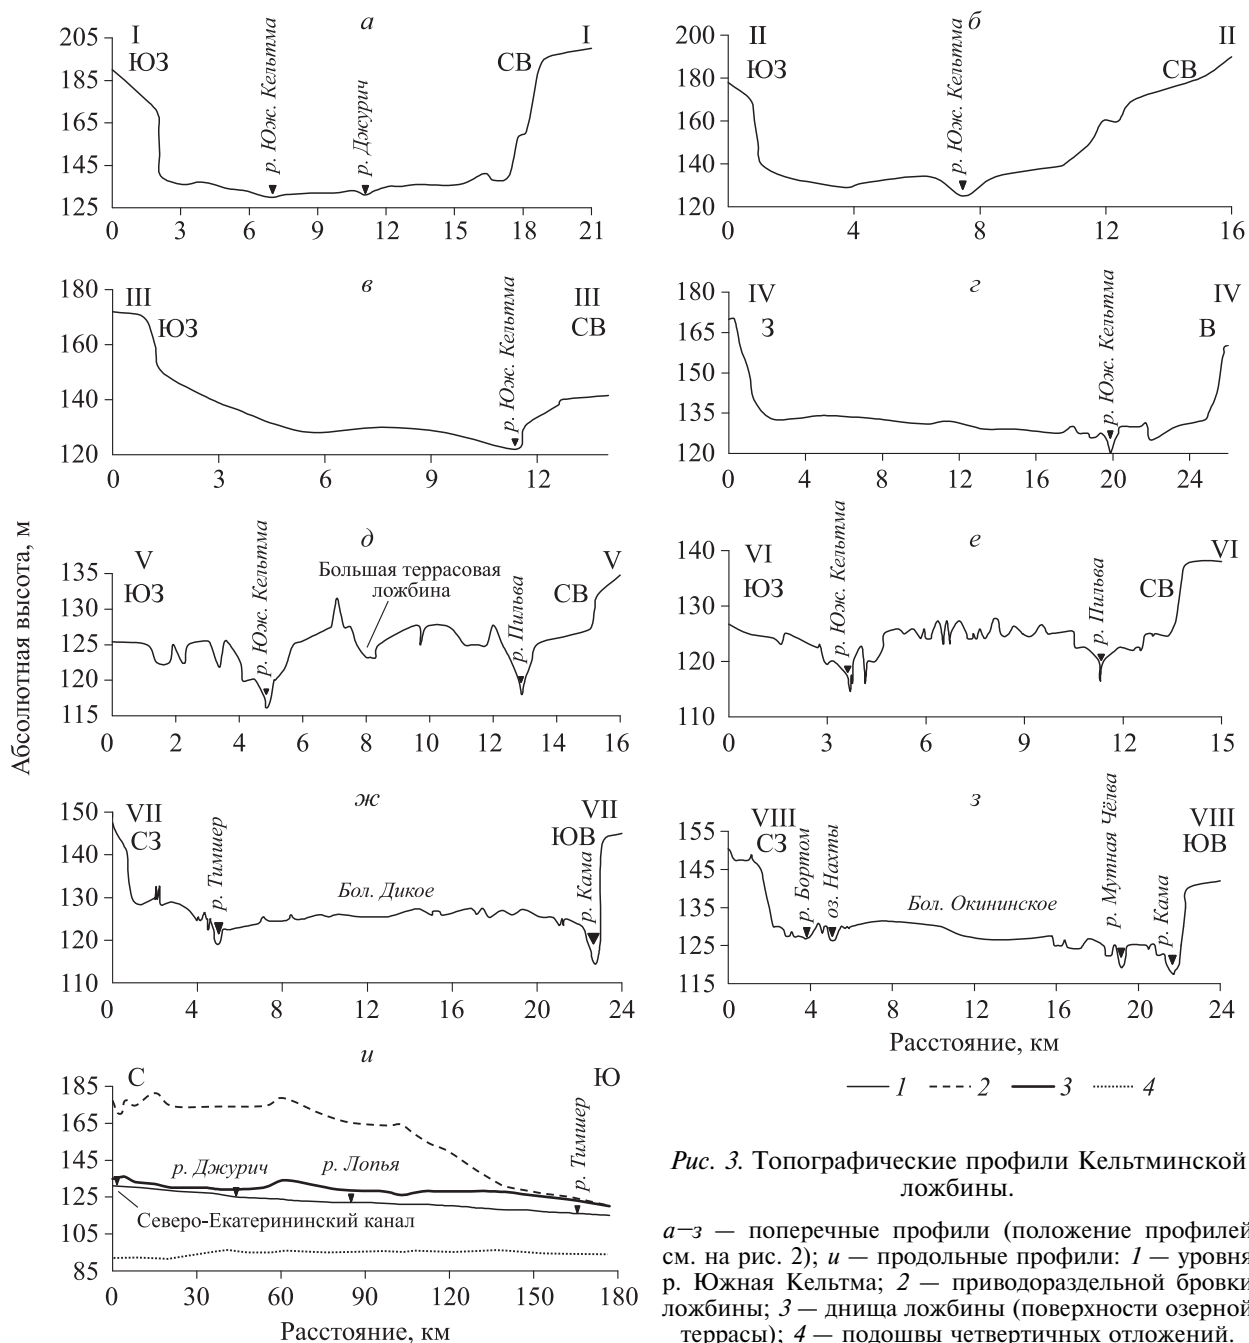 Абсолютная высота, м
а
I
I
ЮЗ
СВ
р. Юж. Кельтма
р. Джурич
205
185
165
145
125
0 3 6 9 12 15 18 21
б
II
II
ЮЗ
СВ
р. Юж. Кельтма
200
180
160
140
120
0 4 8 12 16
в
III
III
ЮЗ
СВ
р. Юж. Кельтма
180
160
140
120
0 3 6 9 12
г
IV
IV
З
В
р. Юж. Кельтма
180
165
150
135
120
0 4 8 12 16 20 24
д
V
V
ЮЗ
СВ
р. Юж. Кельтма
Большая террасовая
ложбина
р. Пильва
135
130
125
120
115
0 2 4 6 8 10 12 14 16
е
VI
VI
ЮЗ
СВ
р. Юж. Кельтма
р. Пильва
140
130
120
110
0 3 6 9 12 15
ж
VII
VII
СЗ
ЮВ
р. Тимшер
Бол. Дикое
р. Кама
150
140
130
120
110
0 4 8 12 16 20 24
з
VIII
VIII
СЗ
ЮВ
р. Бортом
оз. Нахты
Бол. Окининское
р. Мутная Чёлва
р. Кама
155
145
135
125
115
0 4 8 12 16 20 24
Расстояние, км
и
С
Ю
р. Джурич
р. Лопья
р. Тимшер
Северо-Екатерининский канал
185
165
145
125
105
85
0 30 60 90 120 150 180
Расстояние, км
1 2 3 4
Рис. 3. Топографические профили Кельтминской
ложбины.
а–з — поперечные профили (положение профилей
см. на рис. 2); и — продольные профили: 1 — уровня
р. Южная Кельтма; 2 — приводораздельной бровки
ложбины; 3 — днища ложбины (поверхности озерной
террасы); 4 — подошвы четвертичных отложений.